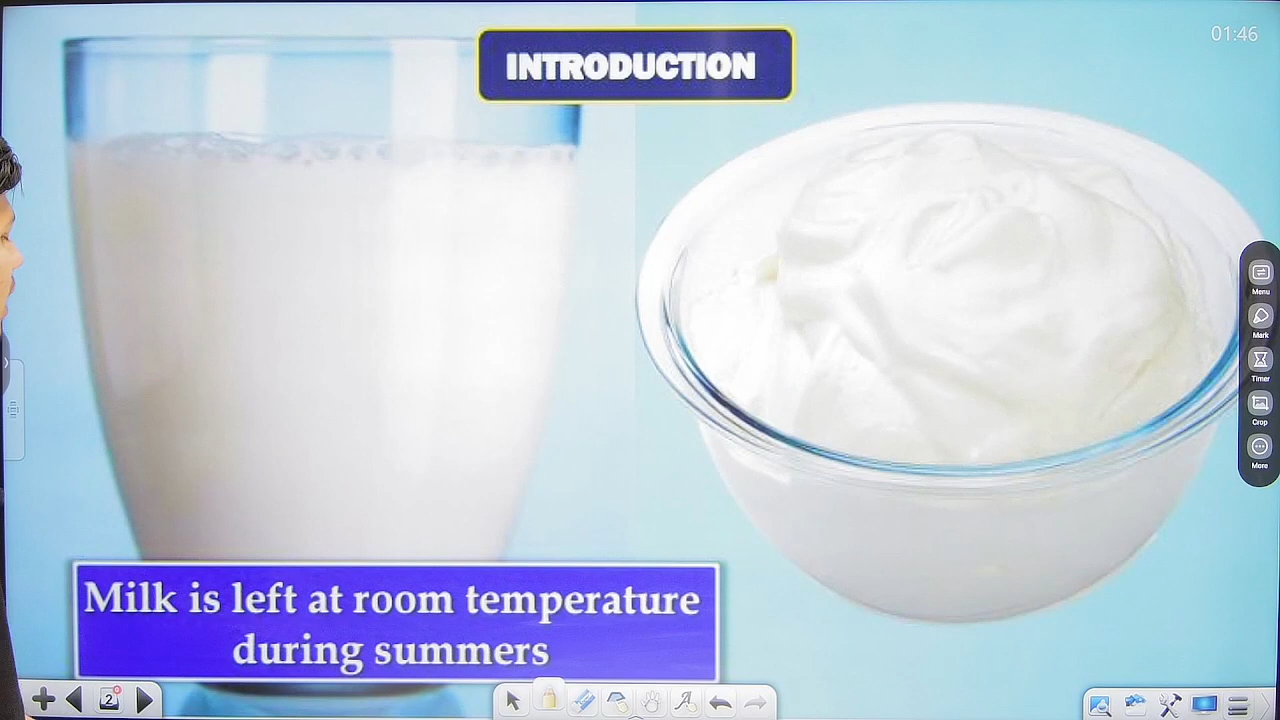 INTRODUCTION
01:46
Menu
Mark
Timer
Crop
More
Milk is left at room temperature
during summers
2